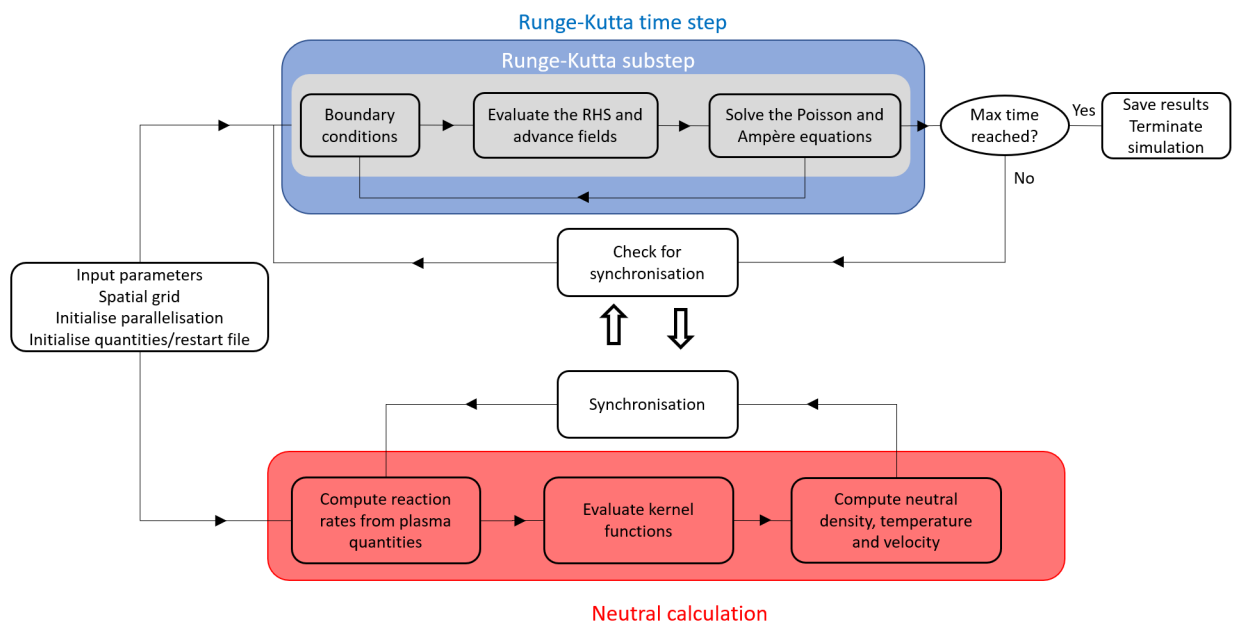 Runge-Kutta time step
Runge-Kutta substep
Boundary
conditions
Evaluate the RHS and
advance fields
Solve the Poisson and
Ampère equations
Max time
reached?
Yes
Save results
Terminate
simulation
No
Check for
synchronisation
Input parameters
Spatial grid
Initialise parallelisation
Initialise quantities/restart file
Synchronisation
Compute reaction
rates from plasma
quantities
Evaluate kernel
functions
Compute neutral
density, temperature
and velocity
Neutral calculation